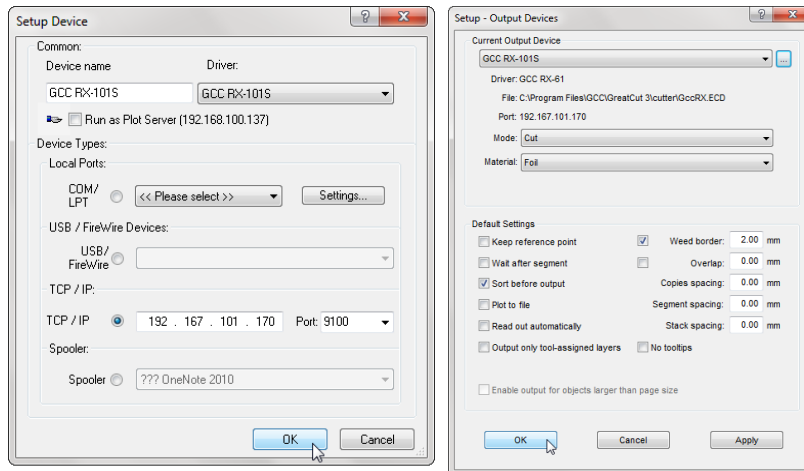 Setup Device
Common:
Device name
Driver:
GCC RX-101S
GCC RX-101S
Run as Plot Server (192.168.100.137)
Device Types:
Local Ports:
COM/
LPT
<< Please select >>
Settings...
USB / FireWire Devices:
USB/
FireWire
TCP / IP:
TCP / IP
192 . 167 . 101 . 170
Port:
9100
Spooler:
Spooler
??? OneNote 2010
OK
Cancel
Setup - Output Devices
Current Output Device
GCC RX-101S
...
Driver: GCC RX-61
File: C:\Program Files\GCC\GreatCut 3\cutter\GccRX.ECD
Port: 192.167.101.170
Mode: Cut
Material: Foil
Default Settings
Keep reference point
Weed border: 2.00 mm
Wait after segment
Overlap: 0.00 mm
Sort before output
Copies spacing: 0.00 mm
Plot to file
Segment spacing: 0.00 mm
Read out automatically
Stack spacing: 0.00 mm
Output only tool-assigned layers
No tooltips
Enable output for objects larger than page size
OK
Cancel
Apply